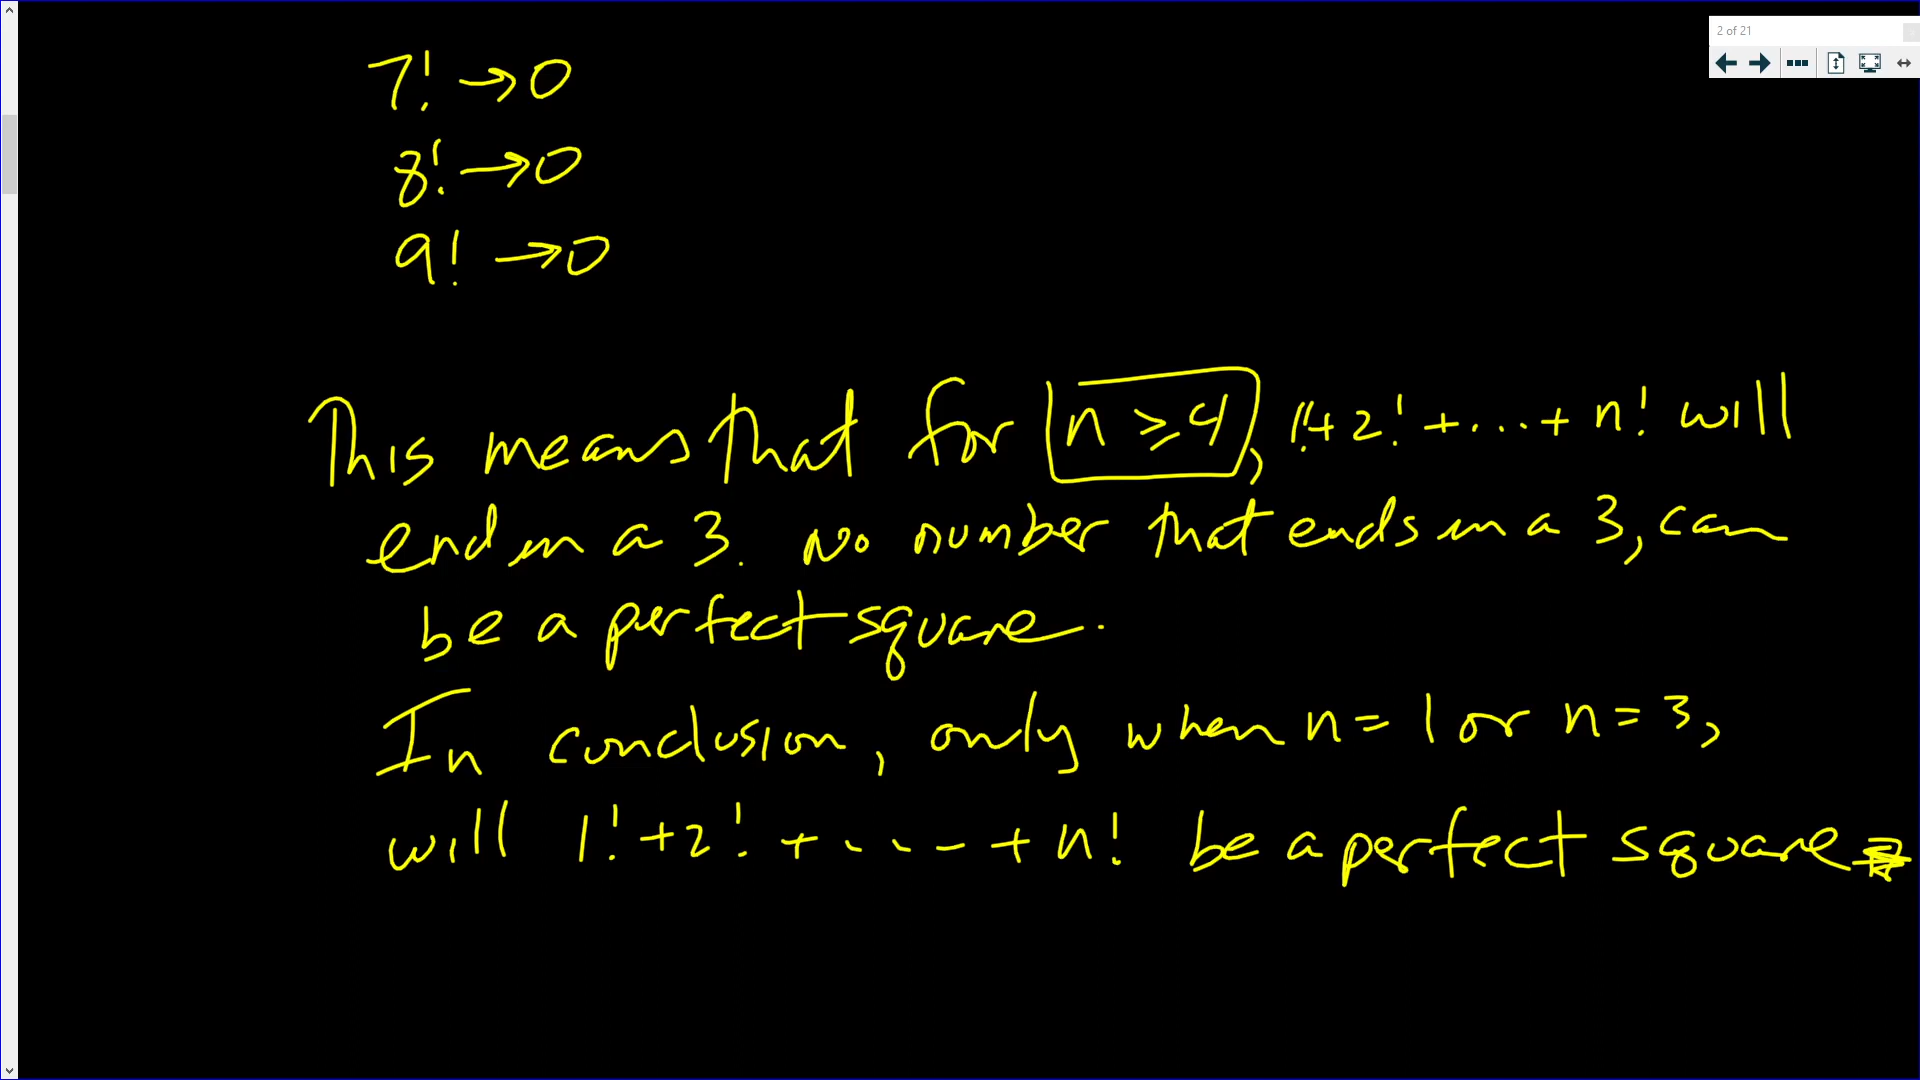 2 of 21
7! → 0
8! → 0
9! → 0
This means that for n ≥ 4, 1! + 2! + ... + n! will
end in a 3. No number that ends in a 3, can
be a perfect square.
In conclusion, only when n = 1 or n = 3,
will 1! + 2! + ---- + n! be a perfect square